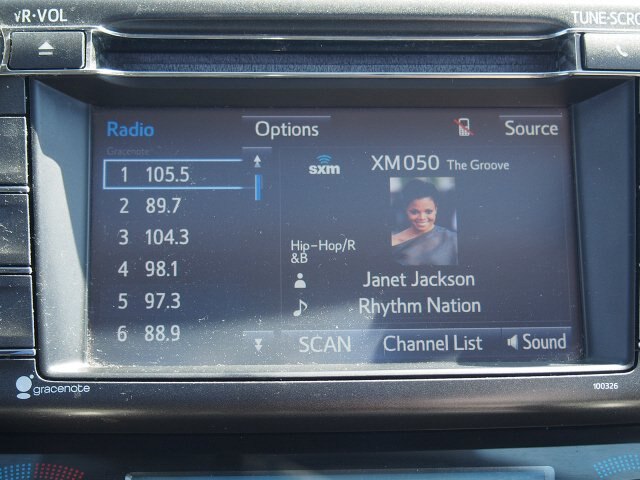 VR·VOL
TUNE·SCRO
Radio
Options
Source
Gracenote
1 105.5
2 89.7
3 104.3
4 98.1
5 97.3
6 88.9
sxm
XM050 The Groove
Hip-Hop/R
&B
Janet Jackson
Rhythm Nation
SCAN
Channel List
Sound
gracenote
100326